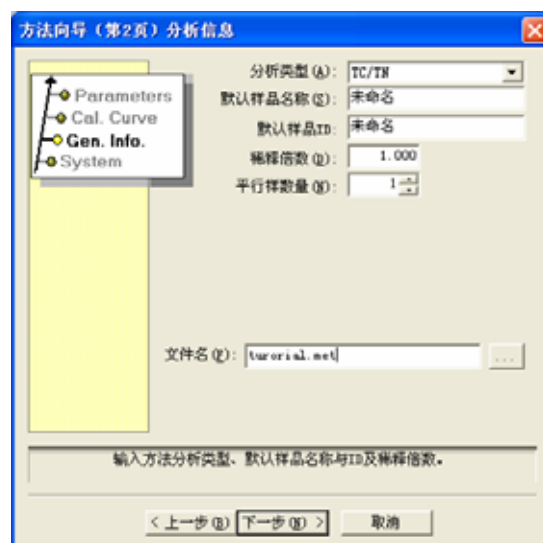 方法向导（第2页）分析信息
Parameters
Cal. Curve
Gen. Info.
System
分析类型(A): TC/TN
默认样品名称(S): 未命名
默认样品ID: 未命名
稀释倍数(D): 1.000
平行样数量(N): 1
文件名(F): turorial.met ...
输入方法分析类型、默认样品名称与ID及稀释倍数。
< 上一步(B) 下一步(N) > 取消